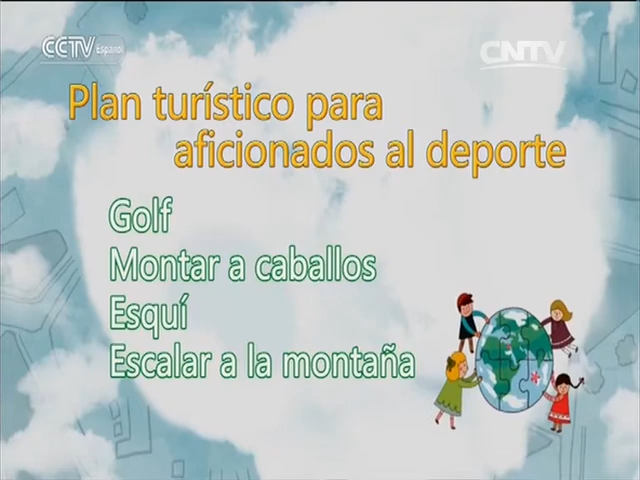 CCTV Español
CNTV
Plan turístico para
aficionados al deporte
Golf
Montar a caballos
Esquí
Escalar a la montaña